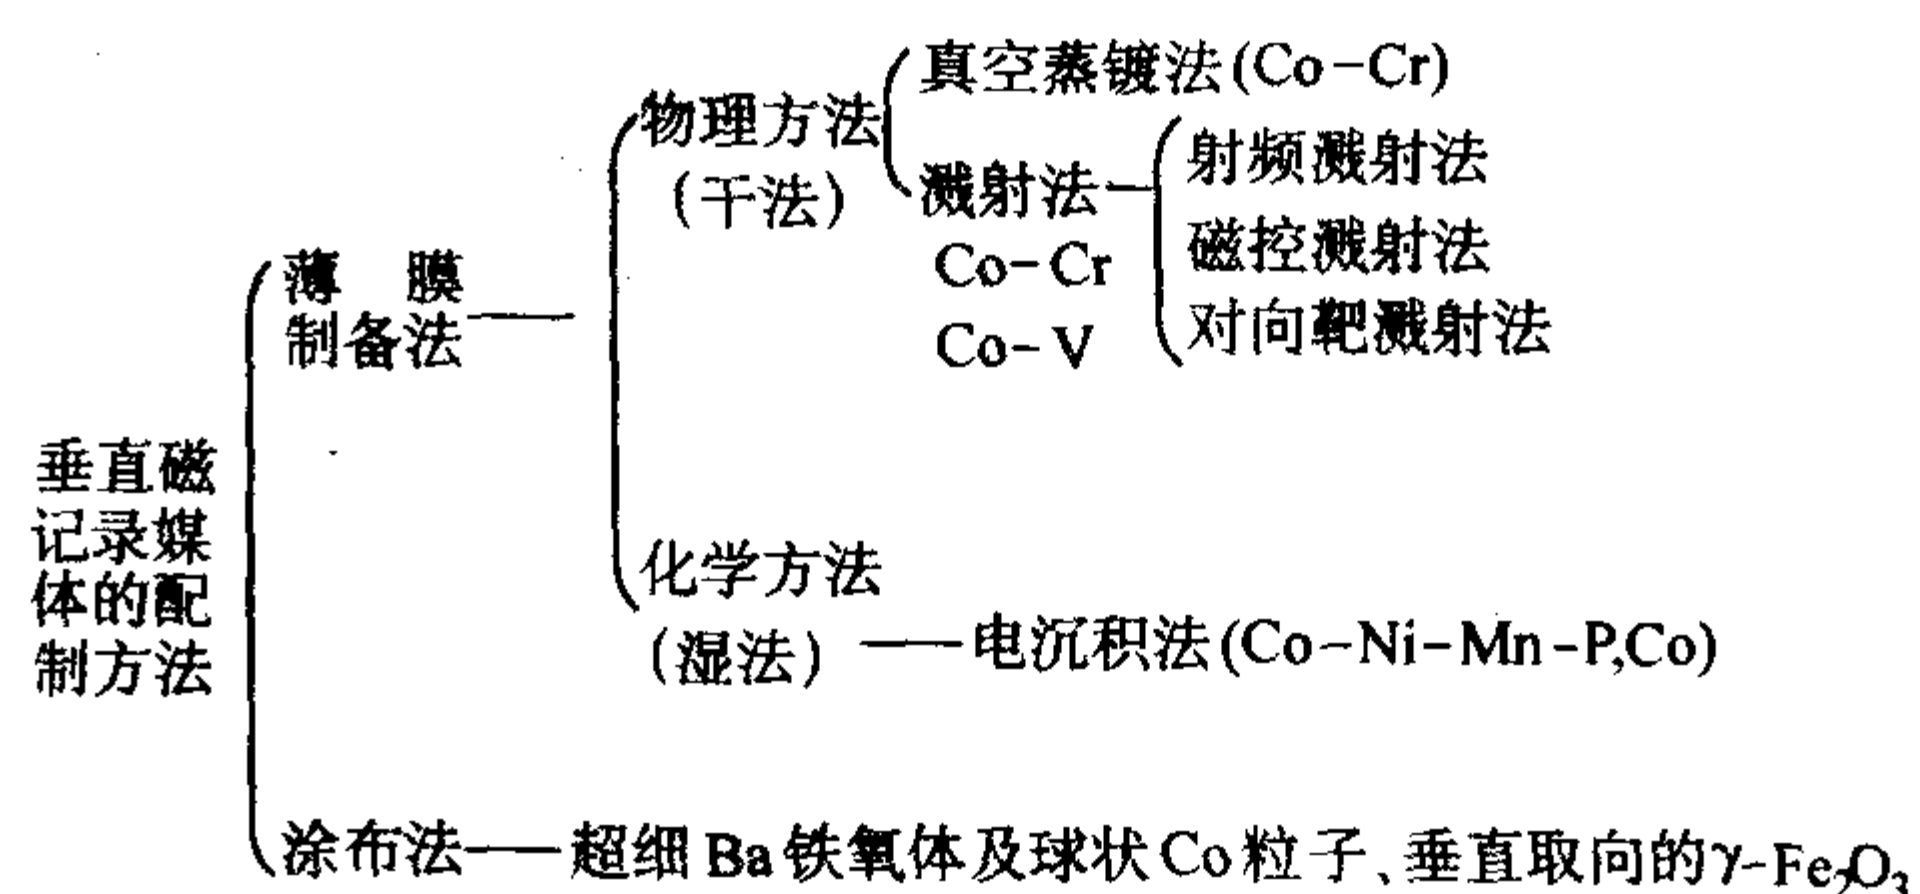 真空蒸镀法(Co-Cr)
物理方法
(干法)
溅射法
Co-Cr
Co-V
射频溅射法
磁控溅射法
对向靶溅射法
薄 膜
制备法
垂直磁
记录媒
体的配
制方法
化学方法
(湿法)
电沉积法(Co-Ni-Mn-P,Co)
涂布法——超细Ba铁氧体及球状Co粒子、垂直取向的γ-Fe₂O₃